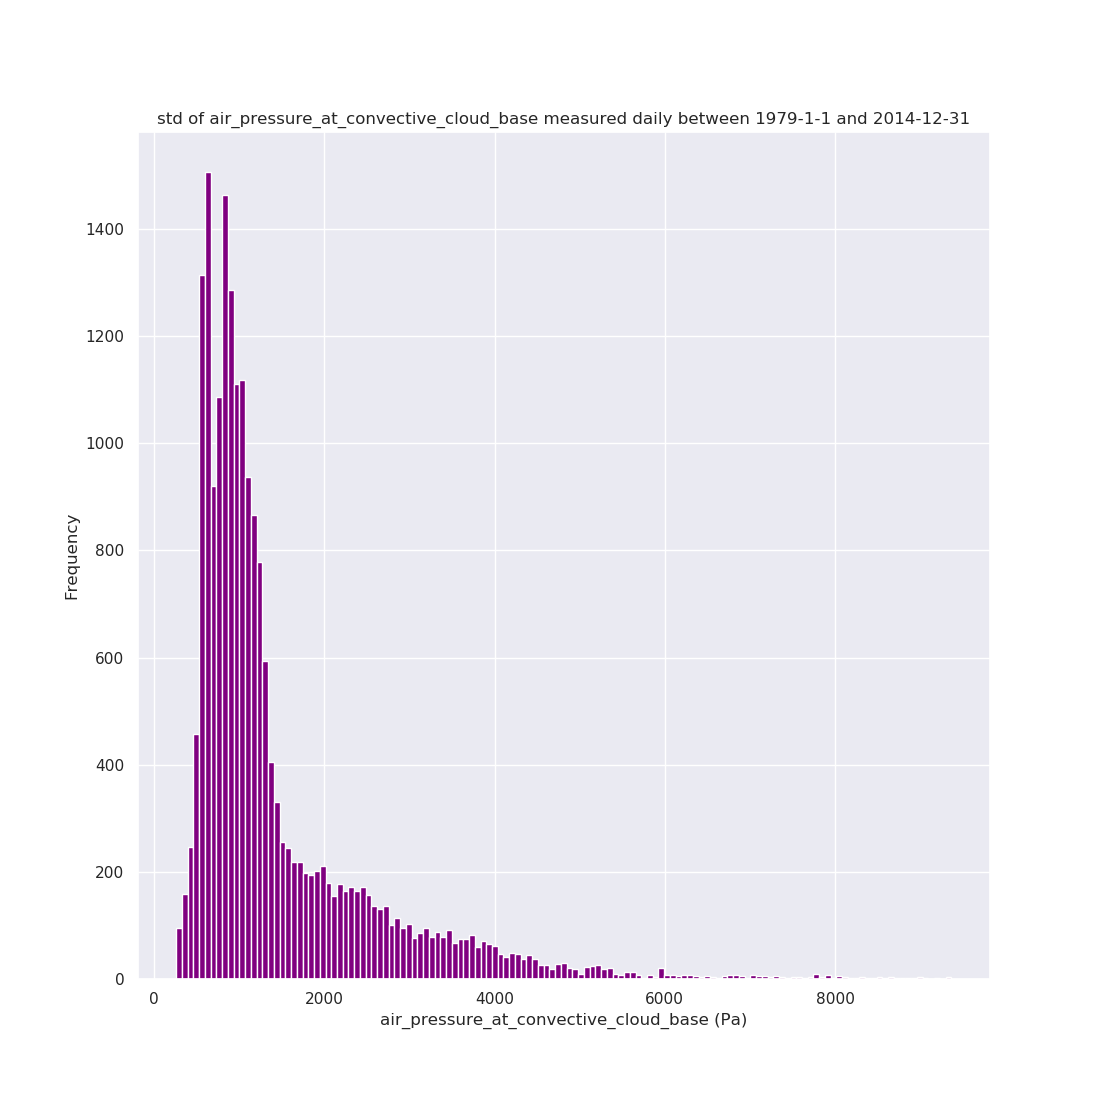 std of air_pressure_at_convective_cloud_base measured daily between 1979-1-1 and 2014-12-31
1400
1200
1000
800
600
400
200
0
Frequency
0 2000 4000 6000 8000
air_pressure_at_convective_cloud_base (Pa)